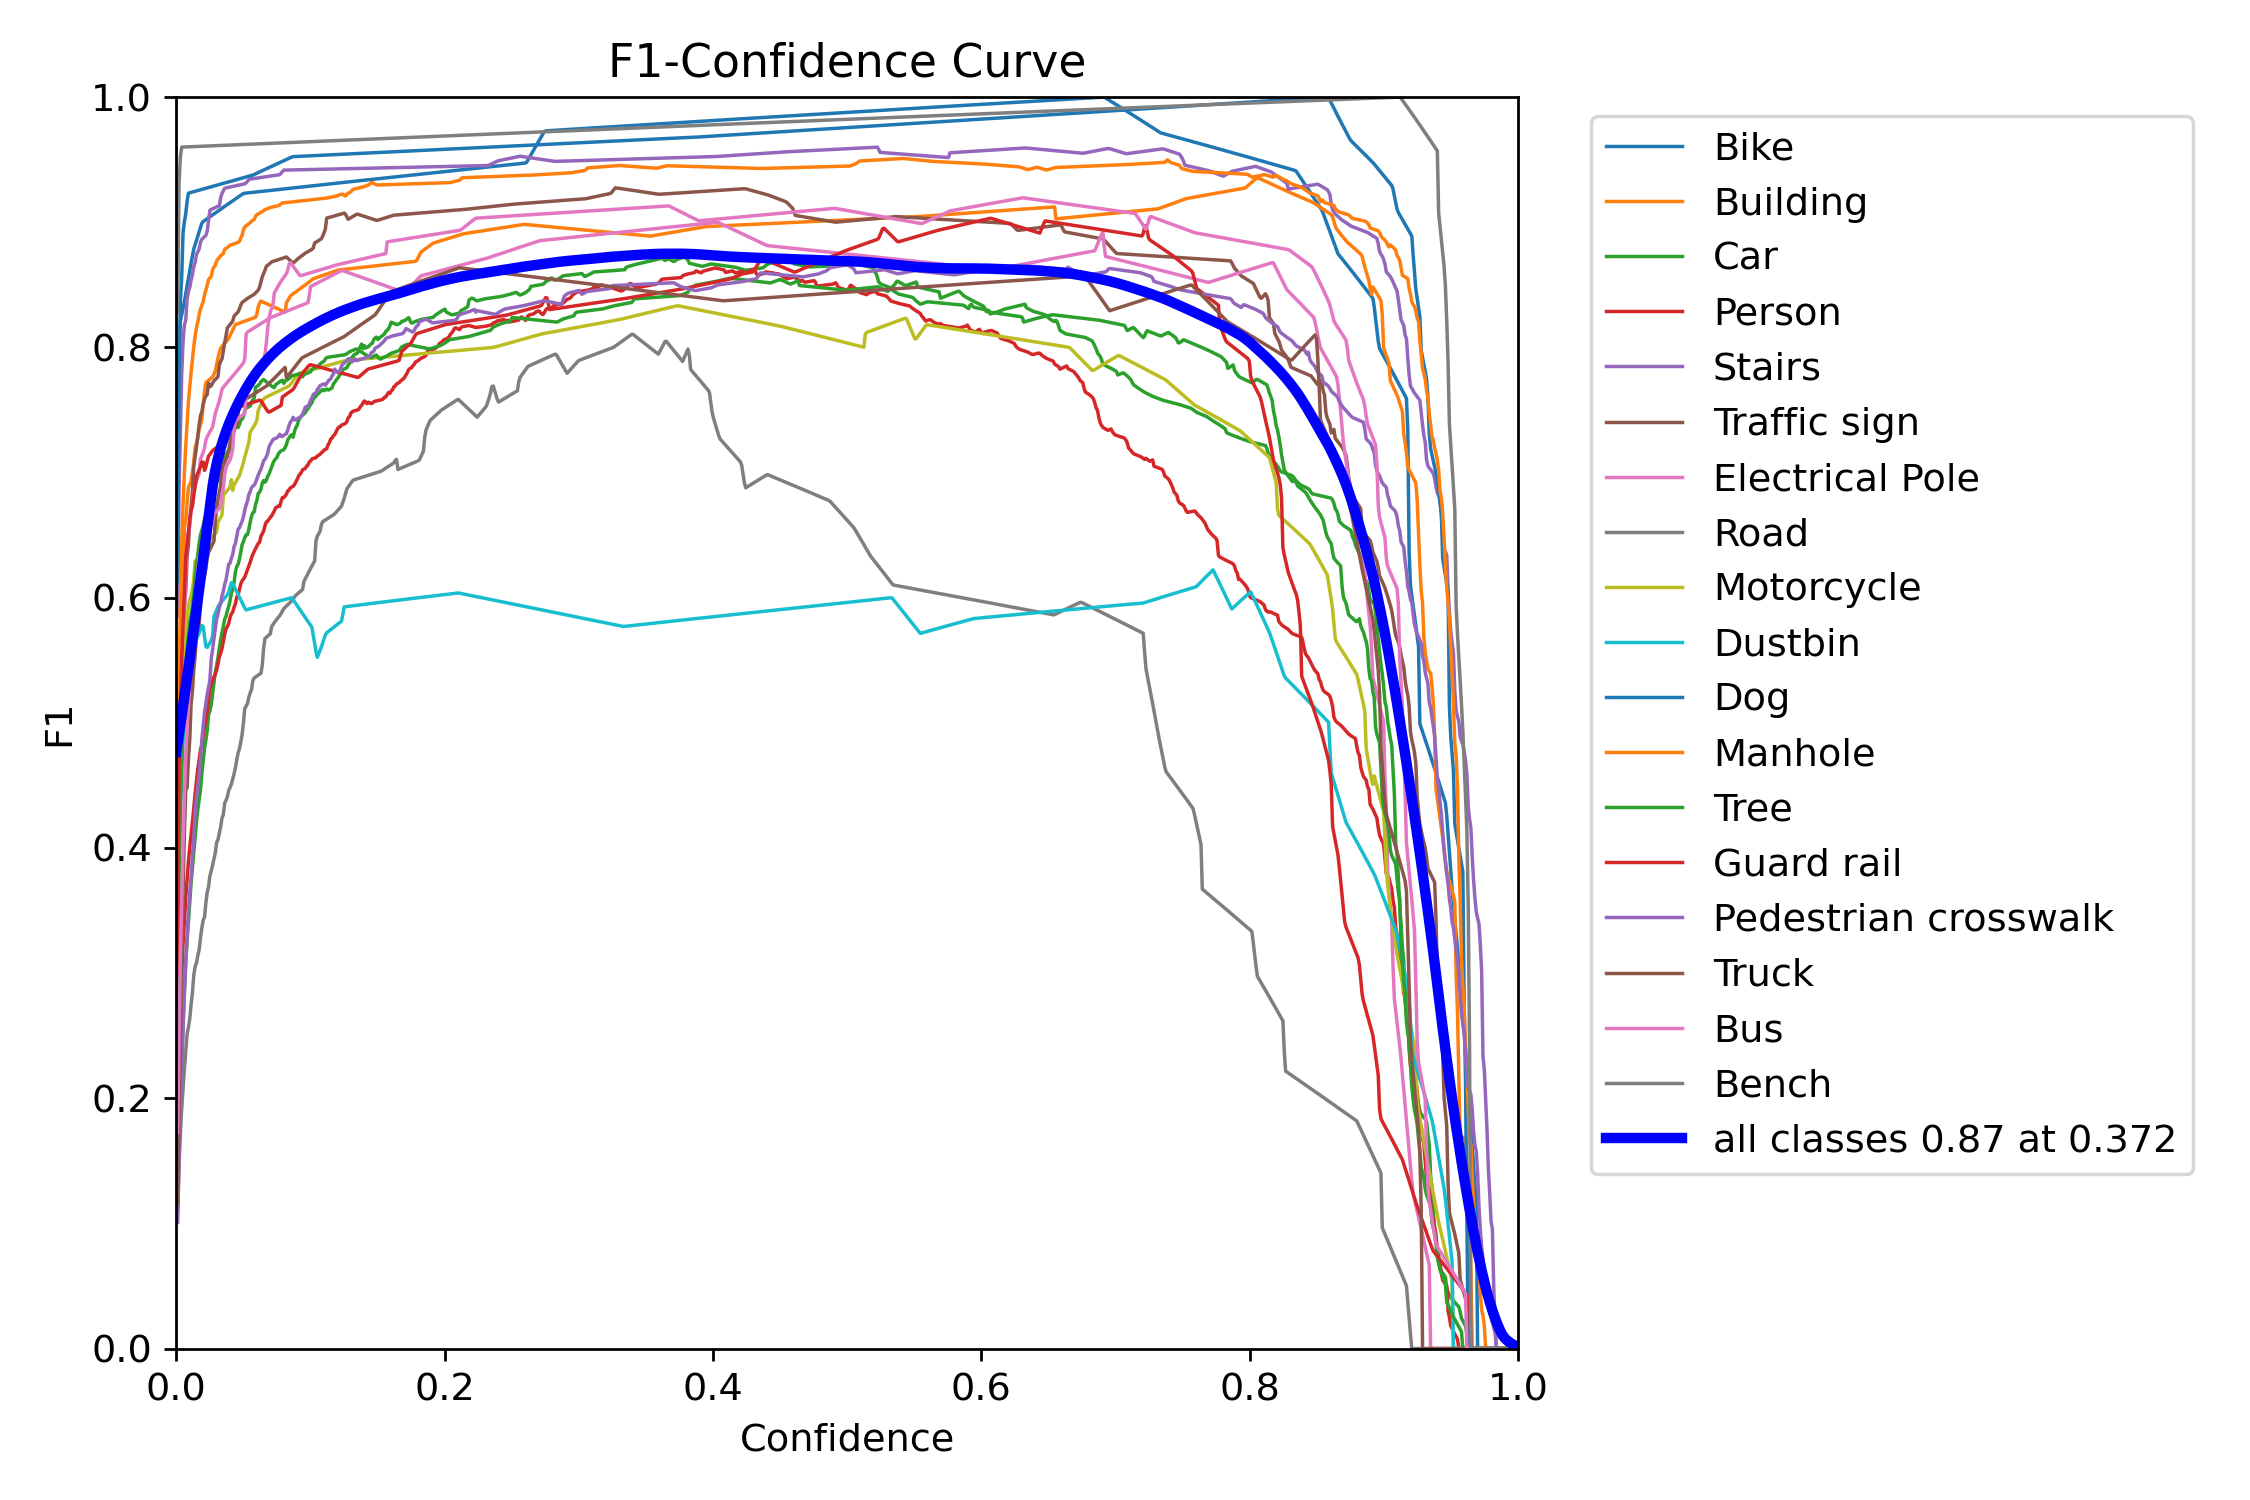 F1-Confidence Curve
1.0
0.8
0.6
0.4
0.2
0.0
F1
0.0 0.2 0.4 0.6 0.8 1.0
Confidence
Bike
Building
Car
Person
Stairs
Traffic sign
Electrical Pole
Road
Motorcycle
Dustbin
Dog
Manhole
Tree
Guard rail
Pedestrian crosswalk
Truck
Bus
Bench
all classes 0.87 at 0.372